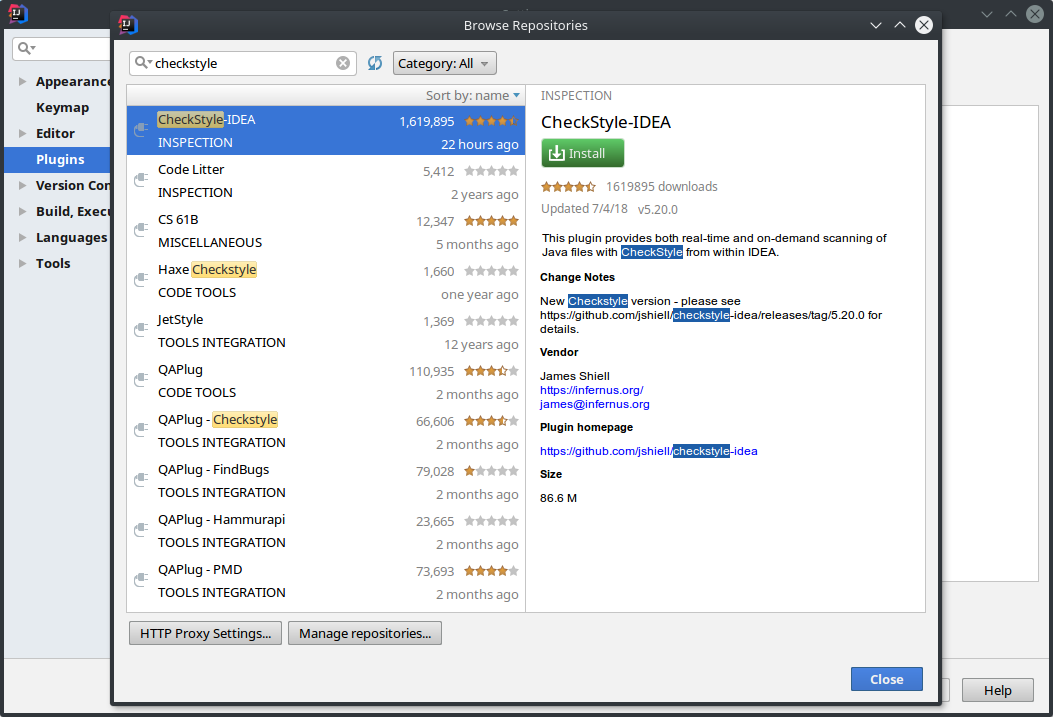 Browse Repositories
checkstyle
Category: All
Appearance
Keymap
Editor
Plugins
Version Con
Build, Execu
Languages
Tools
Sort by: name
CheckStyle-IDEA 1,619,895
INSPECTION 22 hours ago
Code Litter 5,412
INSPECTION 2 years ago
CS 61B 12,347
MISCELLANEOUS 5 months ago
Haxe Checkstyle 1,660
CODE TOOLS one year ago
JetStyle 1,369
TOOLS INTEGRATION 12 years ago
QAPlug 110,935
CODE TOOLS 2 months ago
QAPlug - Checkstyle 66,606
TOOLS INTEGRATION 2 months ago
QAPlug - FindBugs 79,028
TOOLS INTEGRATION 2 months ago
QAPlug - Hammurapi 23,665
TOOLS INTEGRATION 2 months ago
QAPlug - PMD 73,693
TOOLS INTEGRATION 2 months ago
INSPECTION
CheckStyle-IDEA
Install
1619895 downloads
Updated 7/4/18 v5.20.0
This plugin provides both real-time and on-demand scanning of
Java files with CheckStyle from within IDEA.
Change Notes
New Checkstyle version - please see
https://github.com/jshiell/checkstyle-idea/releases/tag/5.20.0 for
details.
Vendor
James Shiell
https://infernus.org/
james@infernus.org
Plugin homepage
https://github.com/jshiell/checkstyle-idea
Size
86.6 M
HTTP Proxy Settings...
Manage repositories...
Close
Help